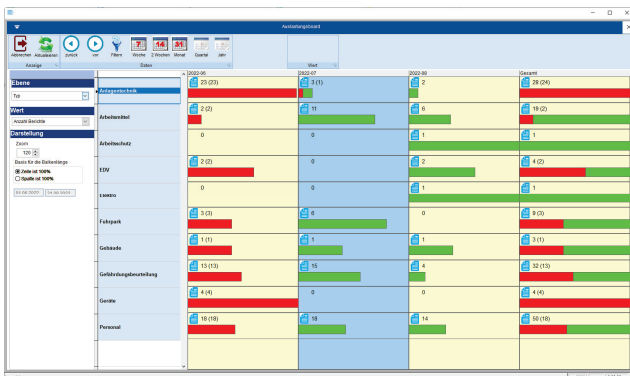 Auslastungsboard
Abbrechen Aktualisieren zurück vor Filtern Woche 2 Wochen Monat Quartal Jahr
7 14 31
Anzeige Daten Wert
2022-06 2022-07 2022-08 Gesamt
Ebene
Typ
Wert
Anzahl Berichte
Darstellung
Zoom
120
Basis für die Balkenlänge
Zeile ist 100%
Spalte ist 100%
Anlagentechnik 23 (23) 3 (1) 2 28 (24)
Arbeitsmittel 2 (2) 11 6 19 (2)
Arbeitsschutz 0 0 1 1
EDV 2 (2) 0 2 4 (2)
Elektro 0 0 1 1
Fuhrpark 3 (3) 6 0 9 (3)
Gebäude 1 (1) 1 1 3 (1)
Gefährdungsbeurteilung 13 (13) 15 4 32 (13)
Geräte 4 (4) 0 0 4 (4)
Personal 18 (18) 18 14 50 (18)